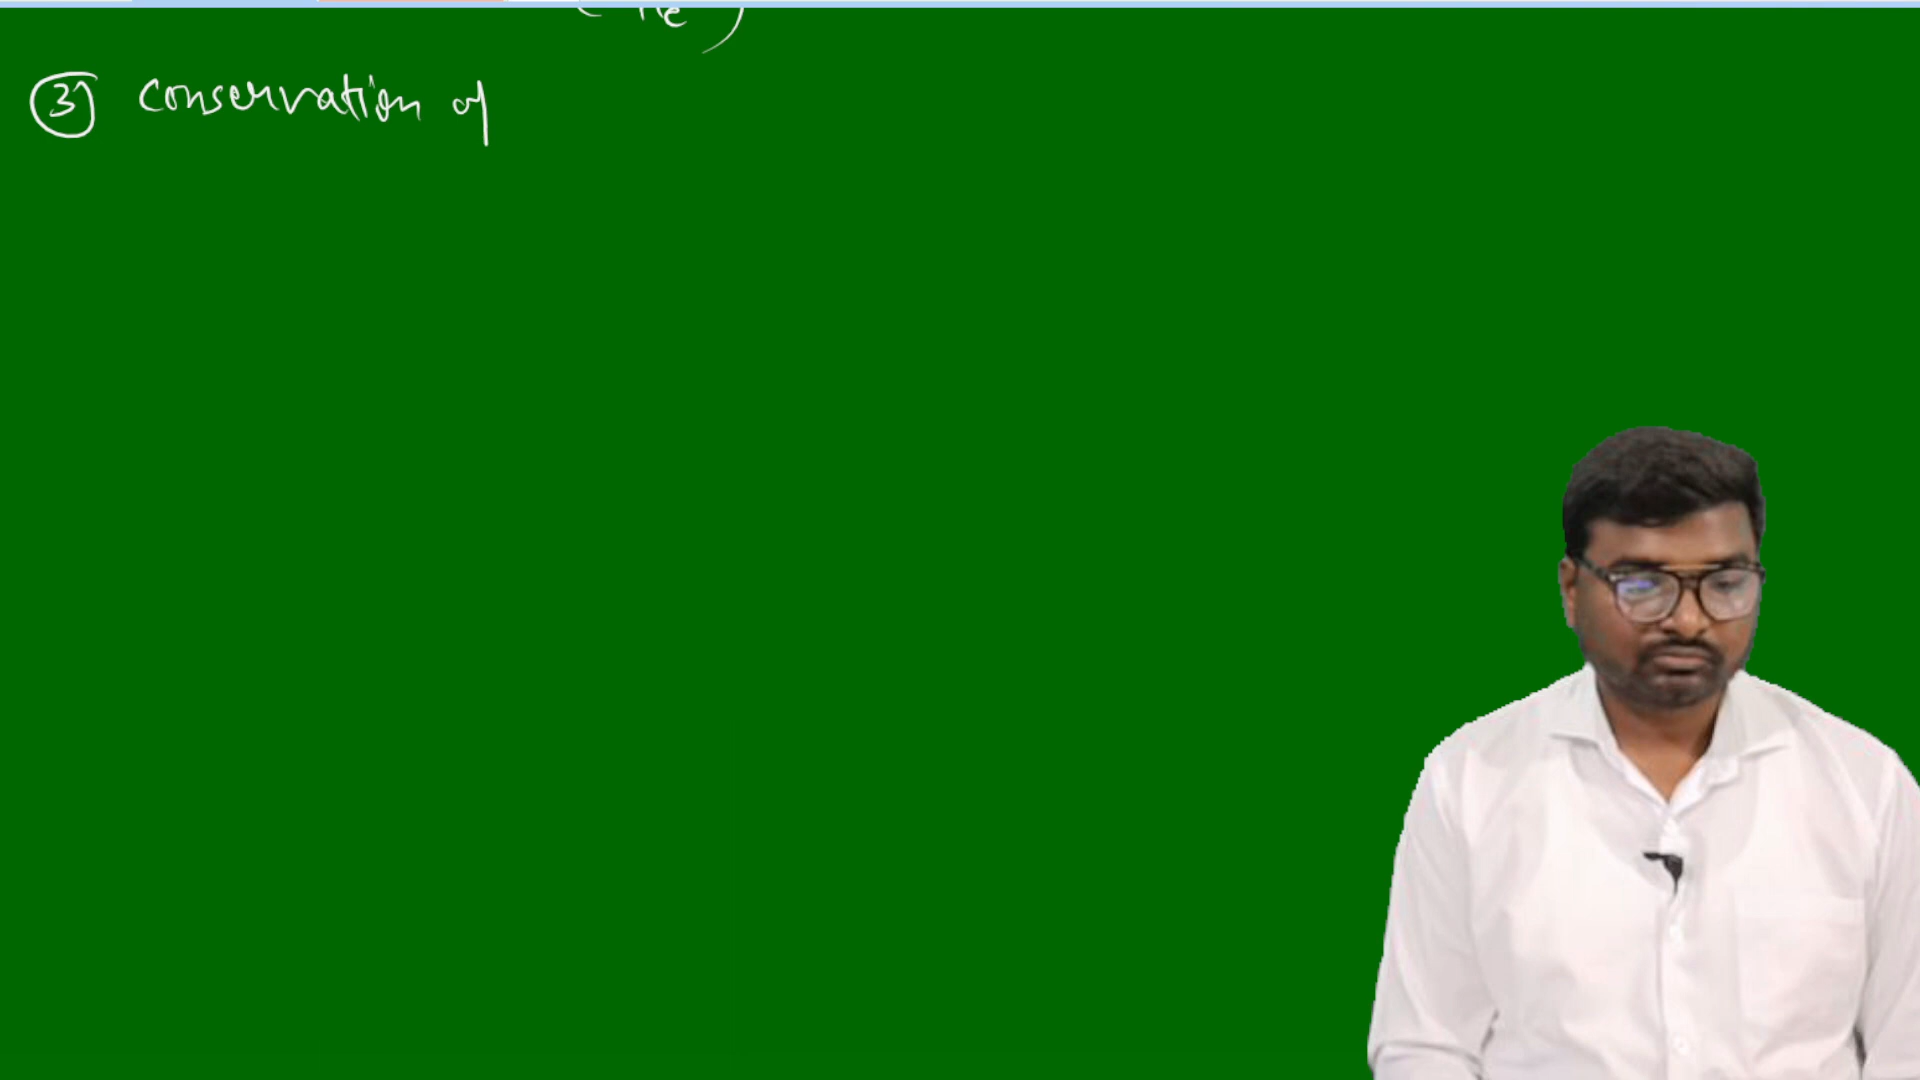 ③ conservation of